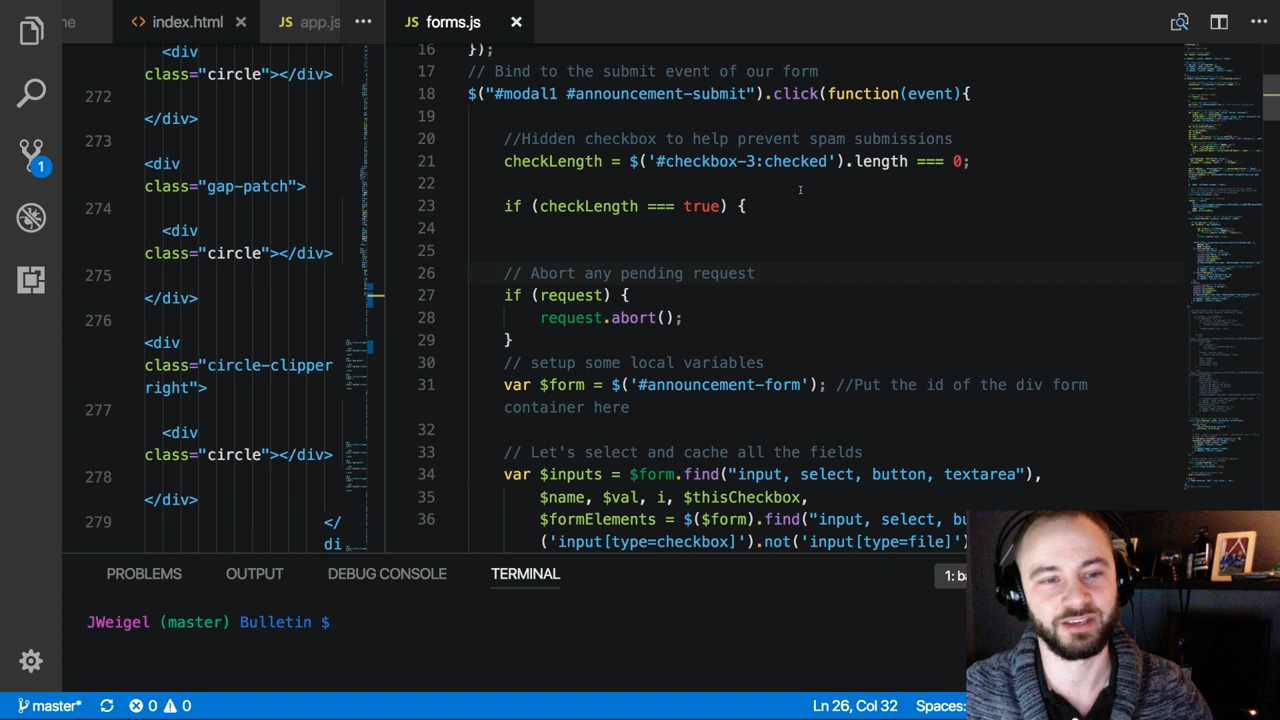 ne
index.html
JS app.js
JS forms.js
<div
class="circle"></div>
272
</div>
273
<div
class="gap-patch">
274
<div
class="circle"></div>
275
</div>
276
<div
class="circle-clipper
right">
277
<div
class="circle"></div>
278
</div>
279
</
di
16 });
17 // Bind to the submit event of our form
18 $("#modal1 #announcement-submit").click(function(event){
19
20 //Hidden checkbox to help prevent spam submissions
21 checkLength = $('#checkbox-3:checked').length === 0;
22
23 if (checkLength === true) {
24
25
26 // Abort any pending request
27 if (request) {
28 request.abort();
29 }
30 // setup some local variables
31 var $form = $('#announcement-form'); //Put the id of the div form
container here
32
33 // Let's select and cache all the fields
34 var $inputs = $form.find("input, select, button, textarea"),
35 $name, $val, i, $thisCheckbox,
36 $formElements = $($form).find("input, select, bu
('input[type=checkbox]').not('input[type=file]')
1
PROBLEMS OUTPUT DEBUG CONSOLE TERMINAL 1: ba
JWeigel (master) Bulletin $
master* 0 0 Ln 26, Col 32 Spaces: